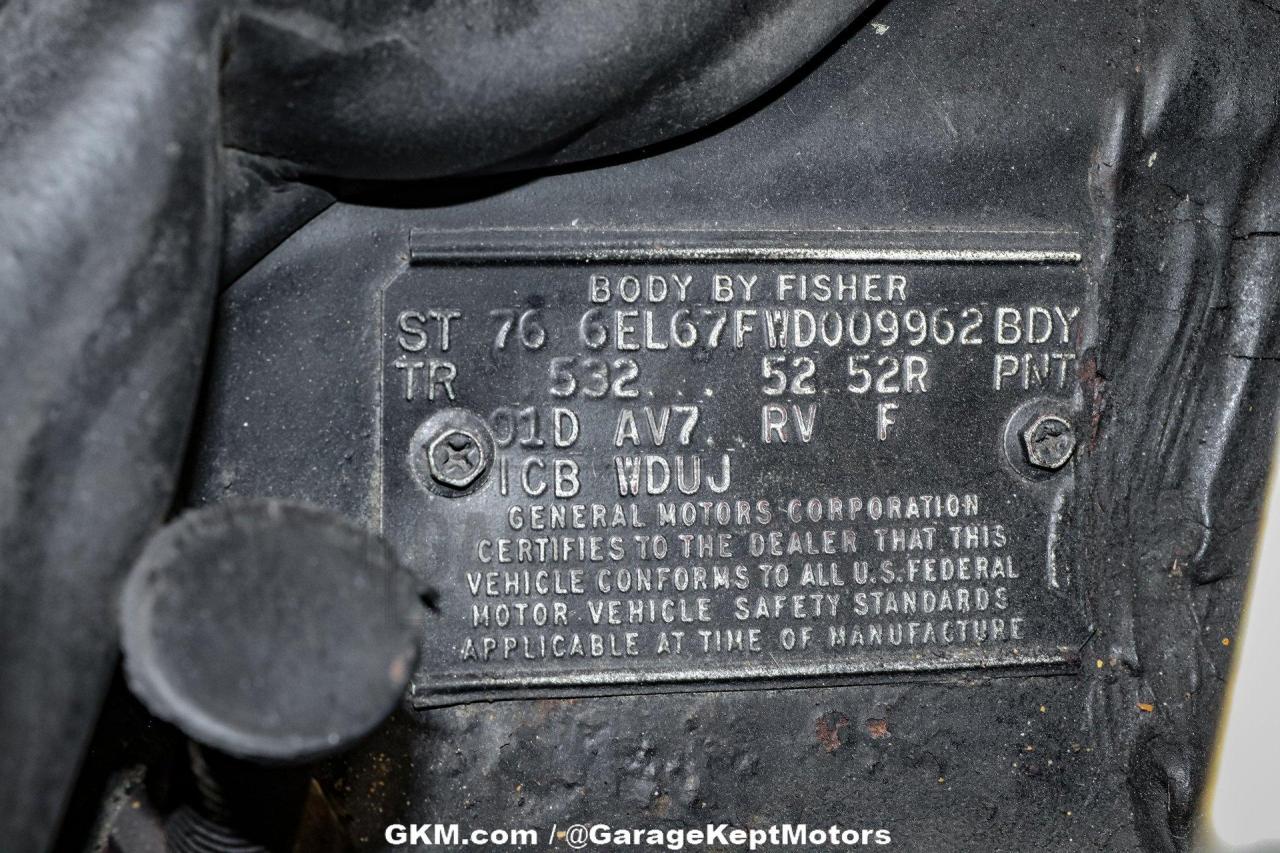 BODY BY FISHER
ST 76 6EL67FWD009962 BDY
TR 532... 52 52R PNT
01D AV7. RV F
ICB WDUJ
GENERAL MOTORS CORPORATION
CERTIFIES TO THE DEALER THAT THIS
VEHICLE CONFORMS TO ALL U.S. FEDERAL
MOTOR VEHICLE SAFETY STANDARDS
APPLICABLE AT TIME OF MANUFACTURE
GKM.com / @GarageKeptMotors